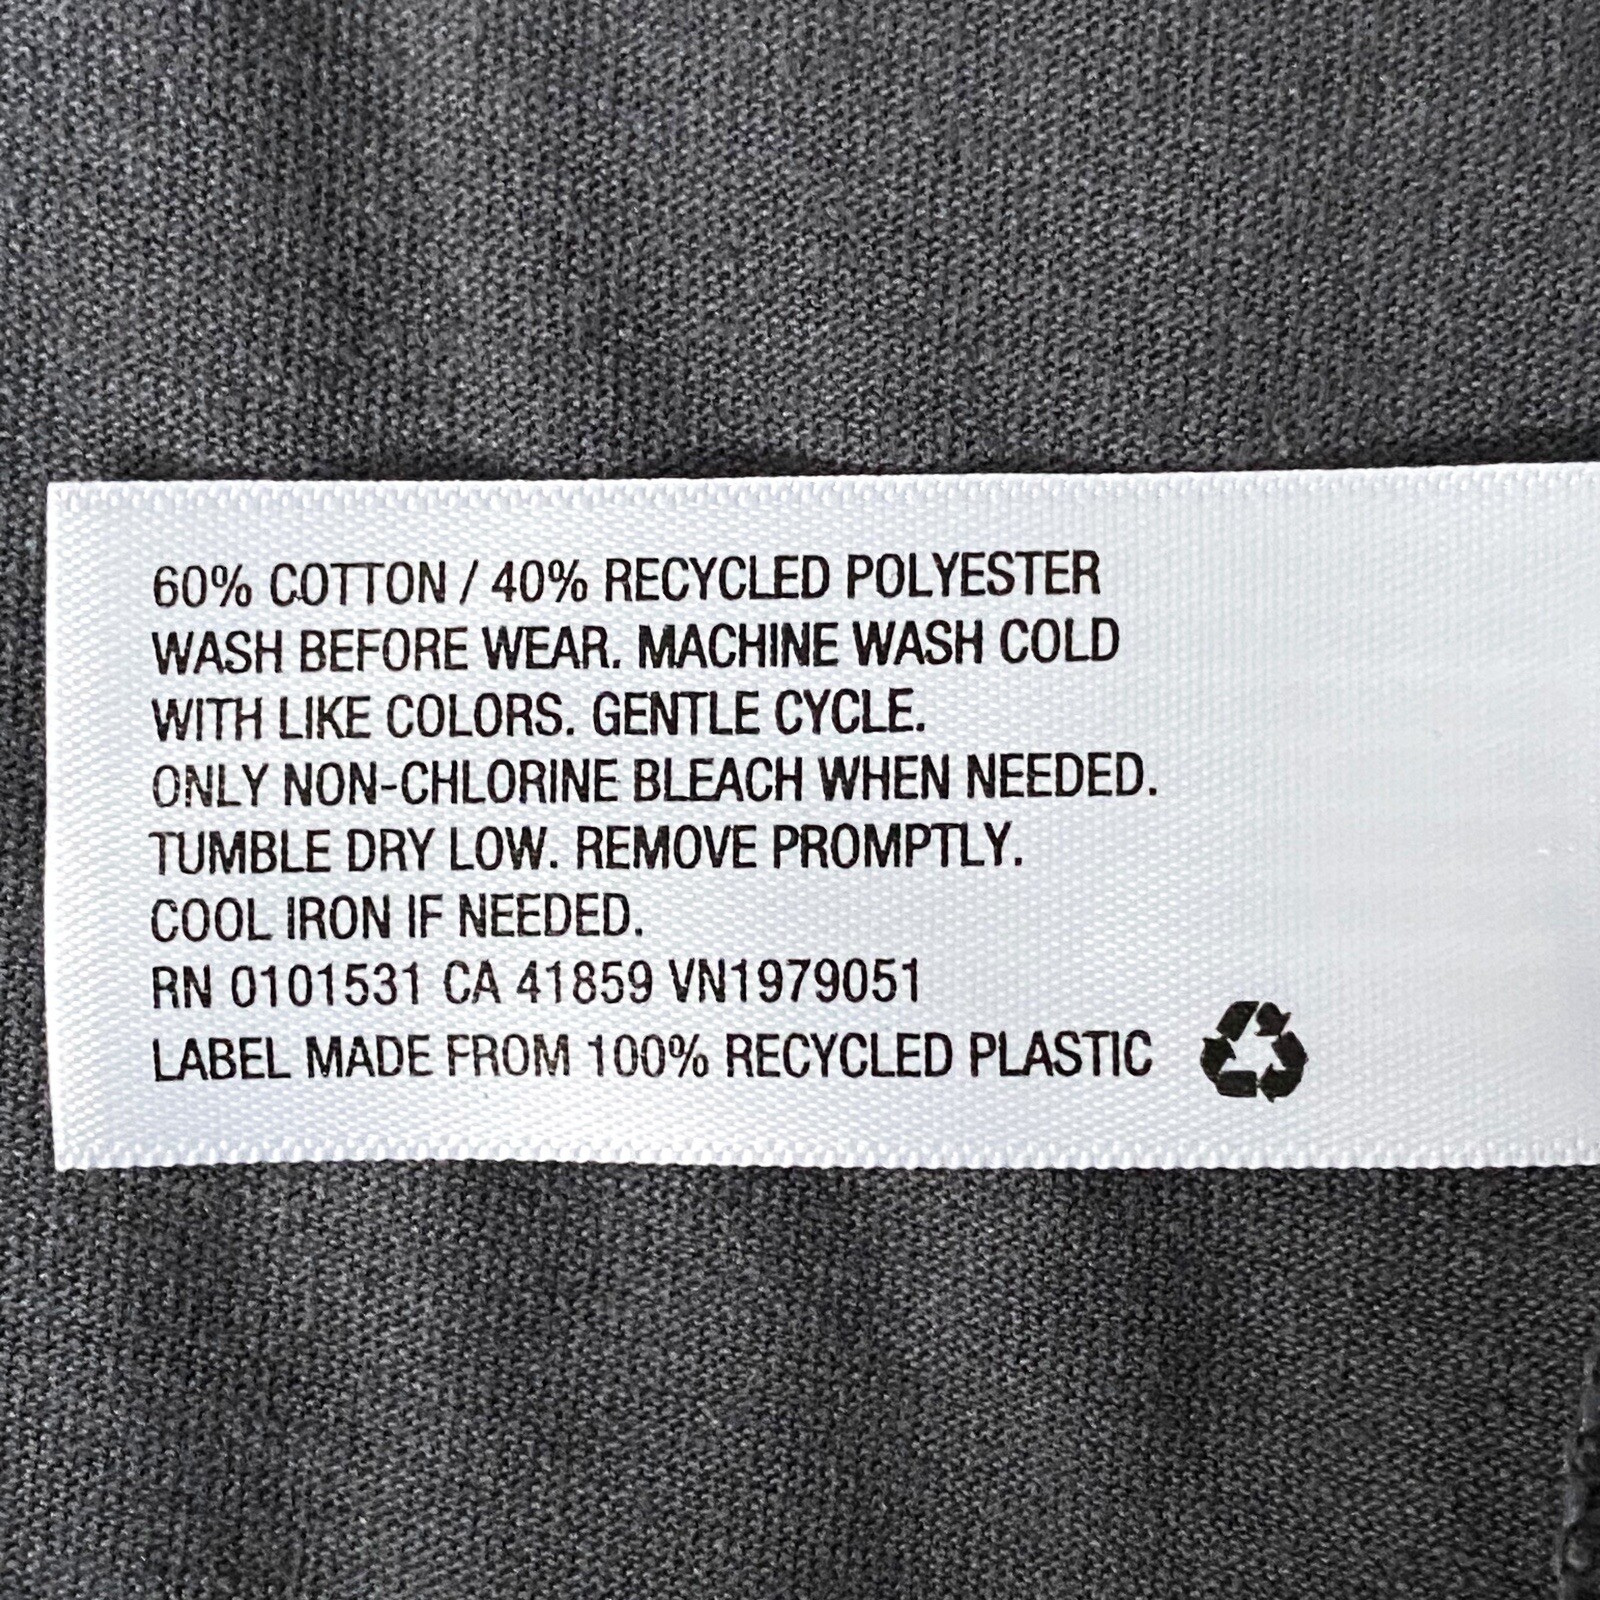 60% COTTON / 40% RECYCLED POLYESTER
WASH BEFORE WEAR. MACHINE WASH COLD
WITH LIKE COLORS. GENTLE CYCLE.
ONLY NON-CHLORINE BLEACH WHEN NEEDED.
TUMBLE DRY LOW. REMOVE PROMPTLY.
COOL IRON IF NEEDED.
RN 0101531 CA 41859 VN1979051
LABEL MADE FROM 100% RECYCLED PLASTIC